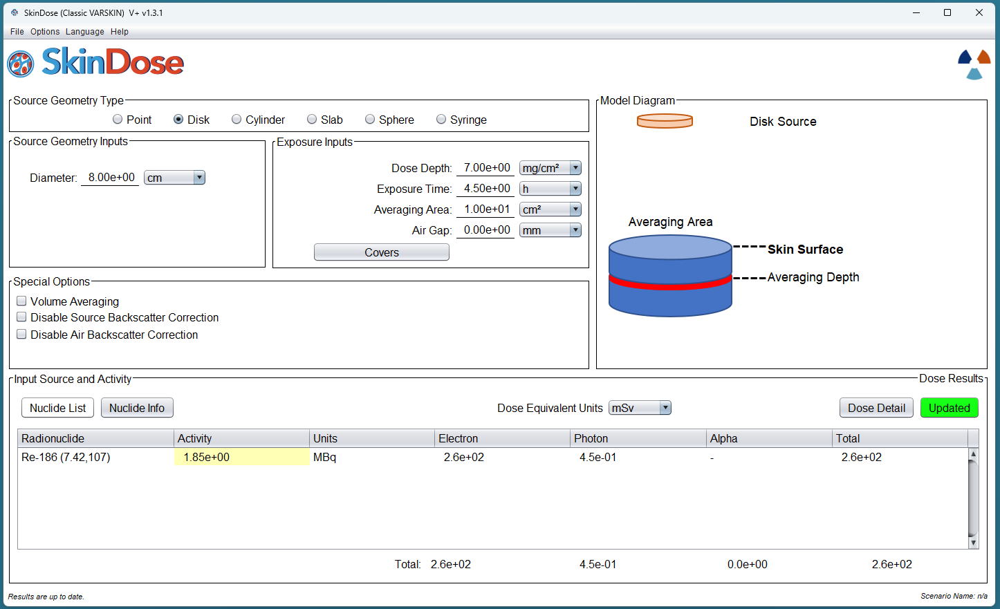 SkinDose (Classic VARSKIN) V+ v1.3.1
File Options Language Help
SkinDose
Source Geometry Type
Point Disk Cylinder Slab Sphere Syringe
Source Geometry Inputs
Diameter: 8.00e+00 cm
Exposure Inputs
Dose Depth: 7.00e+00 mg/cm²
Exposure Time: 4.50e+00 h
Averaging Area: 1.00e+01 cm²
Air Gap: 0.00e+00 mm
Covers
Special Options
Volume Averaging
Disable Source Backscatter Correction
Disable Air Backscatter Correction
Model Diagram
Disk Source
Averaging Area
Skin Surface
Averaging Depth
Input Source and Activity Dose Results
Nuclide List Nuclide Info Dose Equivalent Units mSv Dose Detail Updated
Radionuclide Activity Units Electron Photon Alpha Total
Re-186 (7.42,107) 1.85e+00 MBq 2.6e+02 4.5e-01 - 2.6e+02
Total: 2.6e+02 4.5e-01 0.0e+00 2.6e+02
Results are up to date. Scenario Name: n/a